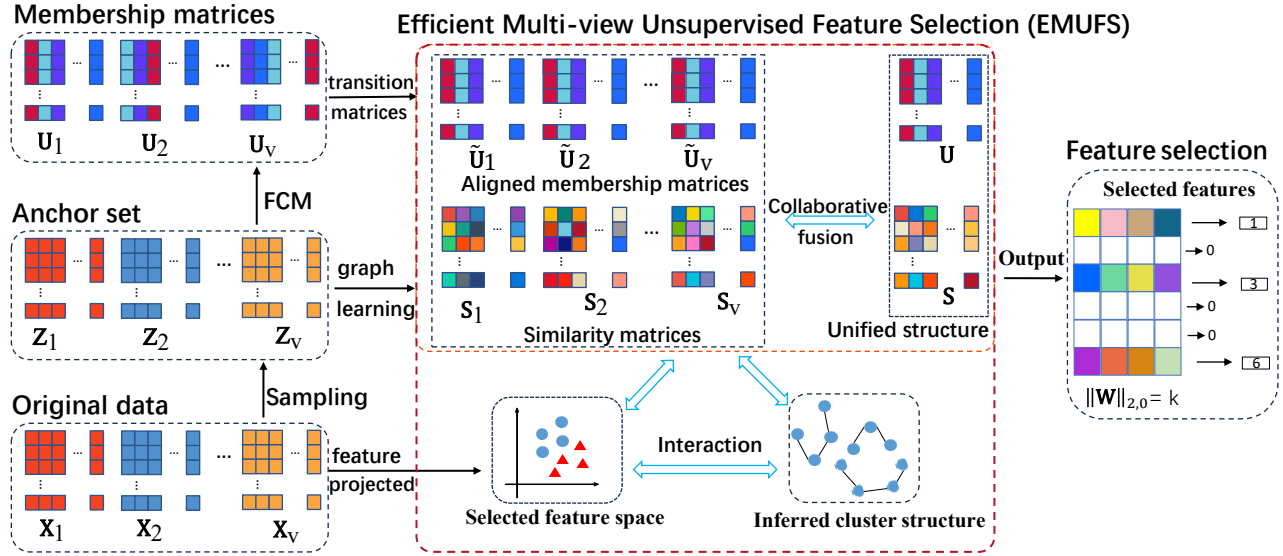 Membership matrices
Efficient Multi-view Unsupervised Feature Selection (EMUFS)
... ... ... ...
U₁ U₂ Uᵥ
transition
matrices
... ... ... ... ...
Ũ₁ Ũ₂ Ũᵥ
U
Aligned membership matrices
FCM
Anchor set
... ... ... ...
Z₁ Z₂ Zᵥ
graph
learning
... ... ... ... ...
S₁ S₂ Sᵥ
Similarity matrices
Collaborative
fusion
S
Unified structure
Output
Feature selection
Selected features
1
0
3
0
0
6
‖W‖₂,₀ = k
Sampling
Original data
... ... ... ...
X₁ X₂ Xᵥ
feature
projected
Selected feature space
Interaction
Inferred cluster structure